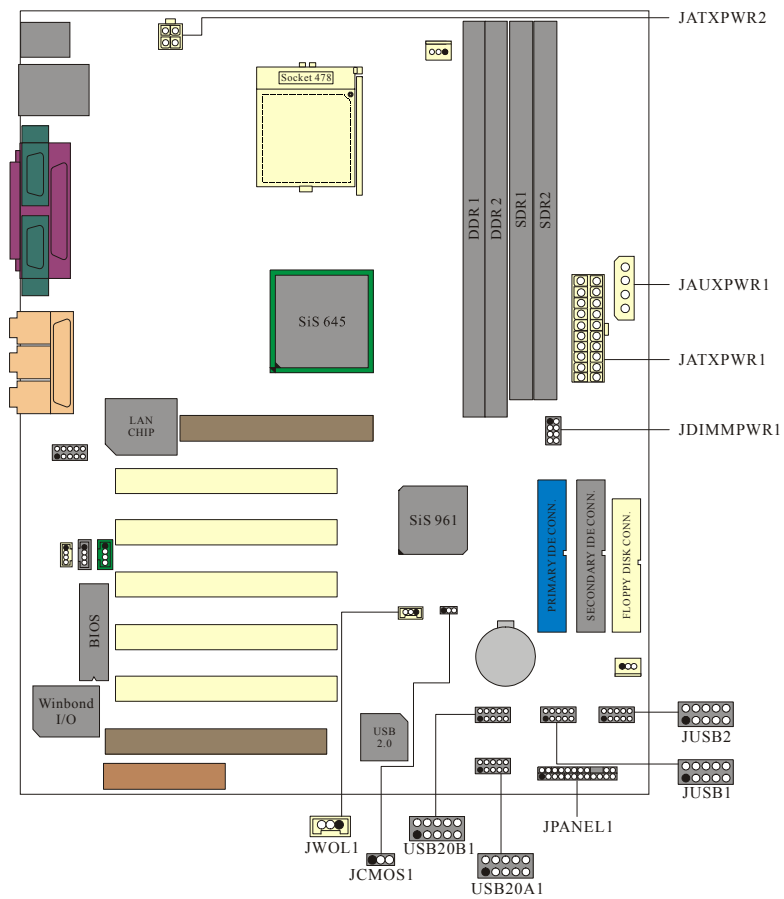 JATXPWR2
Socket 478
DDR 1
DDR 2
SDR1
SDR2
JAUXPWR1
SiS 645
JATXPWR1
LAN
CHIP
JDIMMPWR1
SiS 961
PRIMARY IDE CONN.
SECONDARY IDE CONN.
FLOPPY DISK CONN.
BIOS
Winbond
I/O
USB
2.0
JUSB2
JUSB1
JPANEL1
JWOL1
USB20B1
JCMOS1
USB20A1